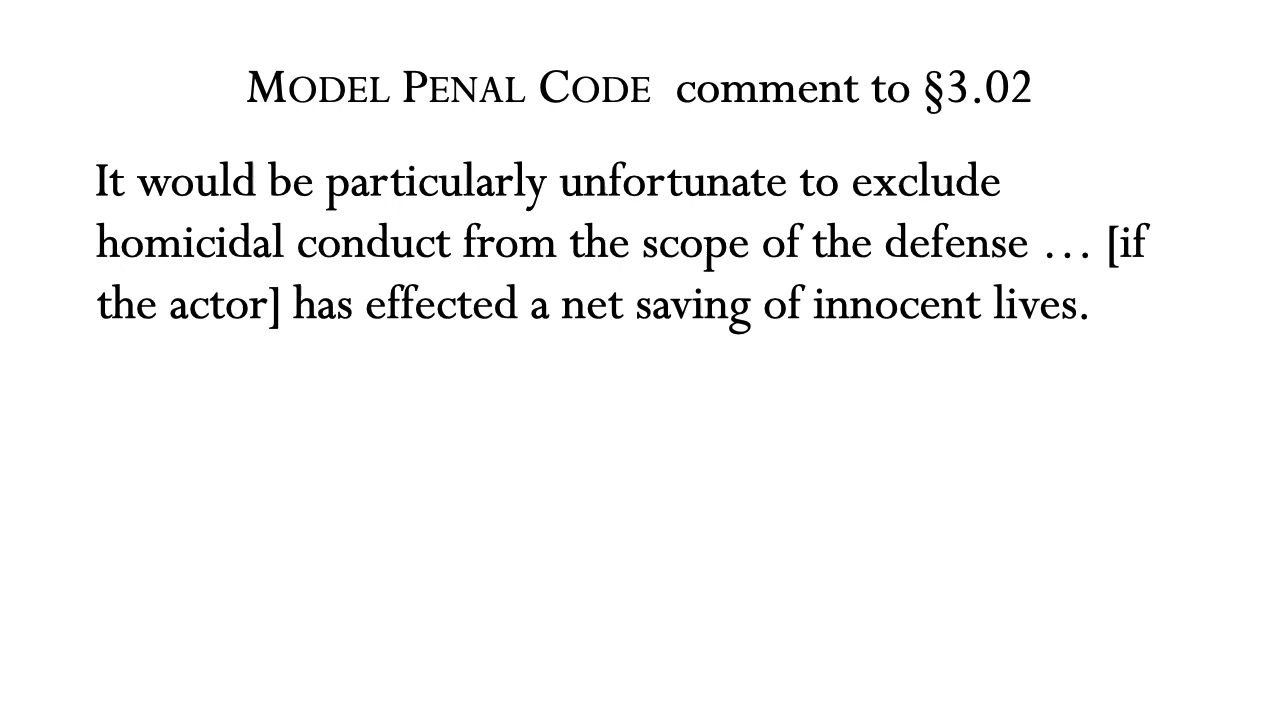 MODEL PENAL CODE comment to §3.02
It would be particularly unfortunate to exclude
homicidal conduct from the scope of the defense … [if
the actor] has effected a net saving of innocent lives.